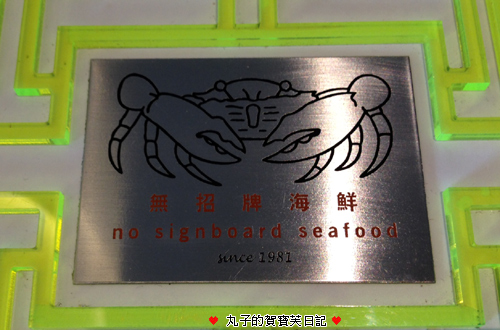 無招牌海鮮
no signboard seafood
since 1981
♥ 丸子的賀寶芙日記 ♥